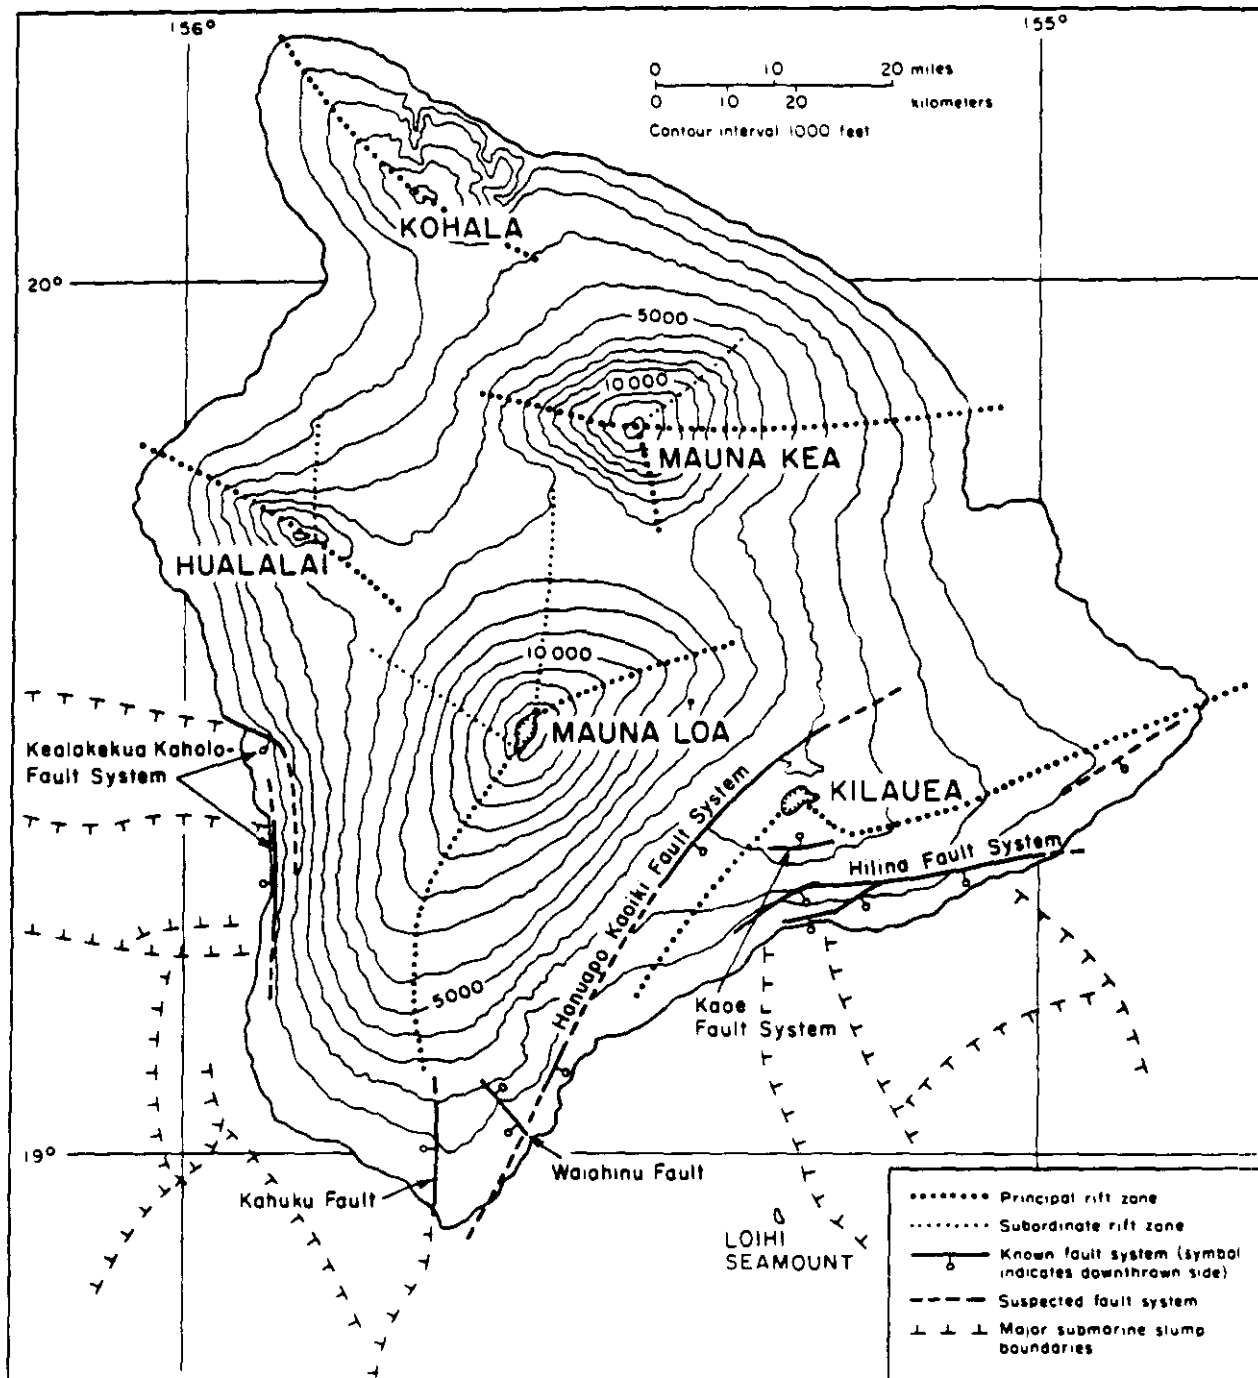 156°
155°
0 10 20 miles
0 10 20 kilometers
Contour interval 1000 feet
KOHALA
20°
5000
10 000
MAUNA KEA
HUALALAI
10 000
MAUNA LOA
Kealakekua Kaholo
Fault System
KILAUEA
Honuapo Kaoiki Fault System
Hilina Fault System
5000
Kaoe
Fault System
19°
Waiahinu Fault
Kahuku Fault
LOIHI
SEAMOUNT
Principal rift zone
Subordinate rift zone
Known fault system (symbol
indicates downthrown side)
Suspected fault system
Major submarine slump
boundaries